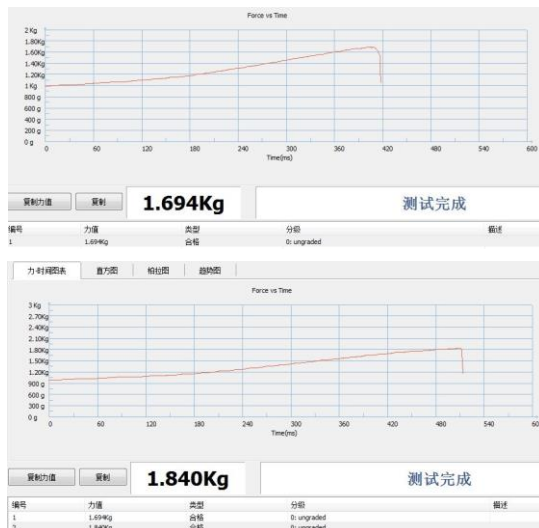 Force vs Time
2 Kg
1.80Kg
1.60Kg
1.40Kg
1.20Kg
1 Kg
800 g
600 g
400 g
200 g
0 g
0 60 120 180 240 300 360 420 480 540 600
Time(ms)
复制力值 复制 1.694Kg 测试完成
编号 力值 类型 分级 描述
1 1.694Kg 合格 0: ungraded
力-时间图表 直方图 柏拉图 趋势图
Force vs Time
3 Kg
2.70Kg
2.40Kg
2.10Kg
1.80Kg
1.50Kg
1.20Kg
900 g
600 g
300 g
0 g
0 60 120 180 240 300 360 420 480 540
Time(ms)
复制力值 复制 1.840Kg 测试完成
编号 力值 类型 分级 描述
1 1.694Kg 合格 0: ungraded
2 1.840Kg 合格 0: ungraded